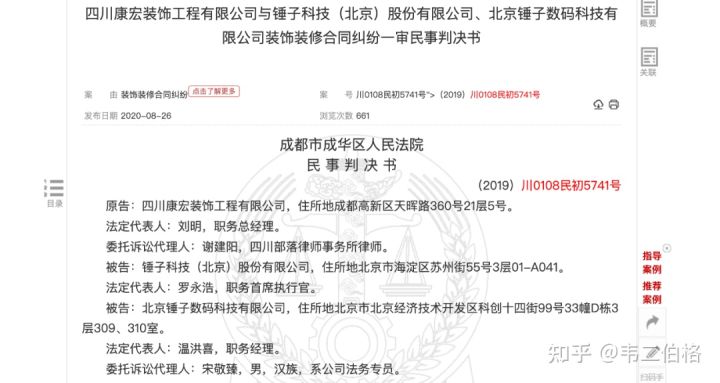 四川康宏装饰工程有限公司与锤子科技（北京）股份有限公司、北京锤子数码科技有
限公司装饰装修合同纠纷一审民事判决书
概要
关联
案 由 装饰装修合同纠纷 点击了解更多
案 号 川0108民初5741号">（2019）川0108民初5741号
发布日期 2020-08-26
浏览次数 661
目录
成都市成华区人民法院
民 事 判 决 书
（2019）川0108民初5741号
原告：四川康宏装饰工程有限公司，住所地成都高新区天晖路360号21层5号。
法定代表人：刘明，职务总经理。
委托诉讼代理人：谢建阳，四川部落律师事务所律师。
被告：锤子科技（北京）股份有限公司，住所地北京市海淀区苏州街55号3层01-A041。
法定代表人：罗永浩，职务首席执行官。
被告：北京锤子数码科技有限公司，住所地北京市北京经济技术开发区科创十四街99号33幢D栋3
层309、310室。
法定代表人：温洪喜，职务经理。
委托诉讼代理人：宋敬臻，男，汉族，系公司法务专员。
指导
案例
推荐
案例
扫码手
知乎 @韦二伯格